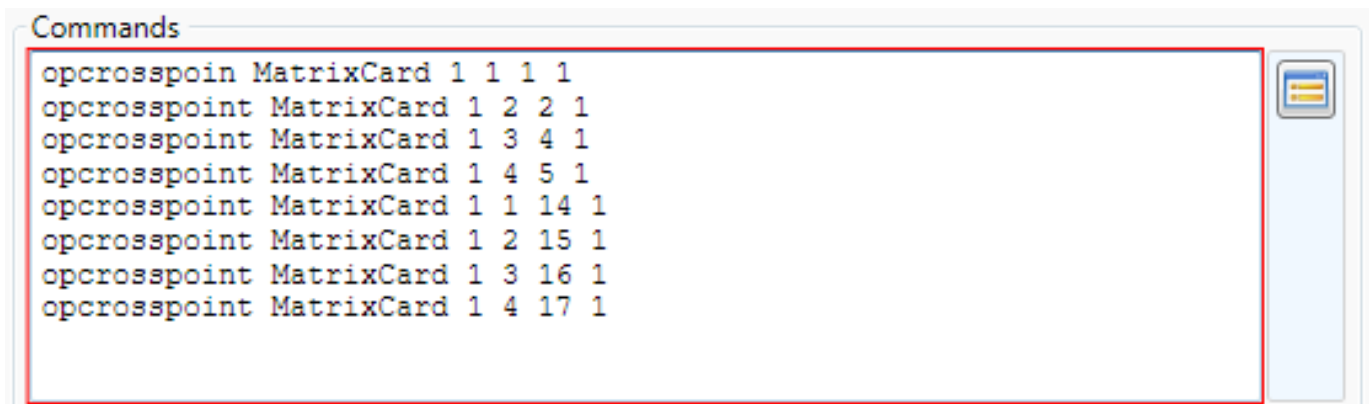 Commands
opcrosspoin MatrixCard 1 1 1 1
opcrosspoint MatrixCard 1 2 2 1
opcrosspoint MatrixCard 1 3 4 1
opcrosspoint MatrixCard 1 4 5 1
opcrosspoint MatrixCard 1 1 14 1
opcrosspoint MatrixCard 1 2 15 1
opcrosspoint MatrixCard 1 3 16 1
opcrosspoint MatrixCard 1 4 17 1